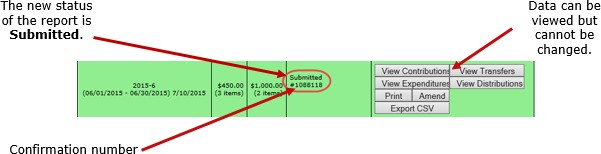 The new status
of the report is
Submitted.
Data can be
viewed but
cannot be
changed.
2015-6
(06/01/2015 - 06/30/2015) 7/10/2015
$450.00
(3 items)
$1,000.00
(2 items)
Submitted
#1088118
View Contributions
View Transfers
View Expenditures
View Distributions
Print
Amend
Export CSV
Confirmation number